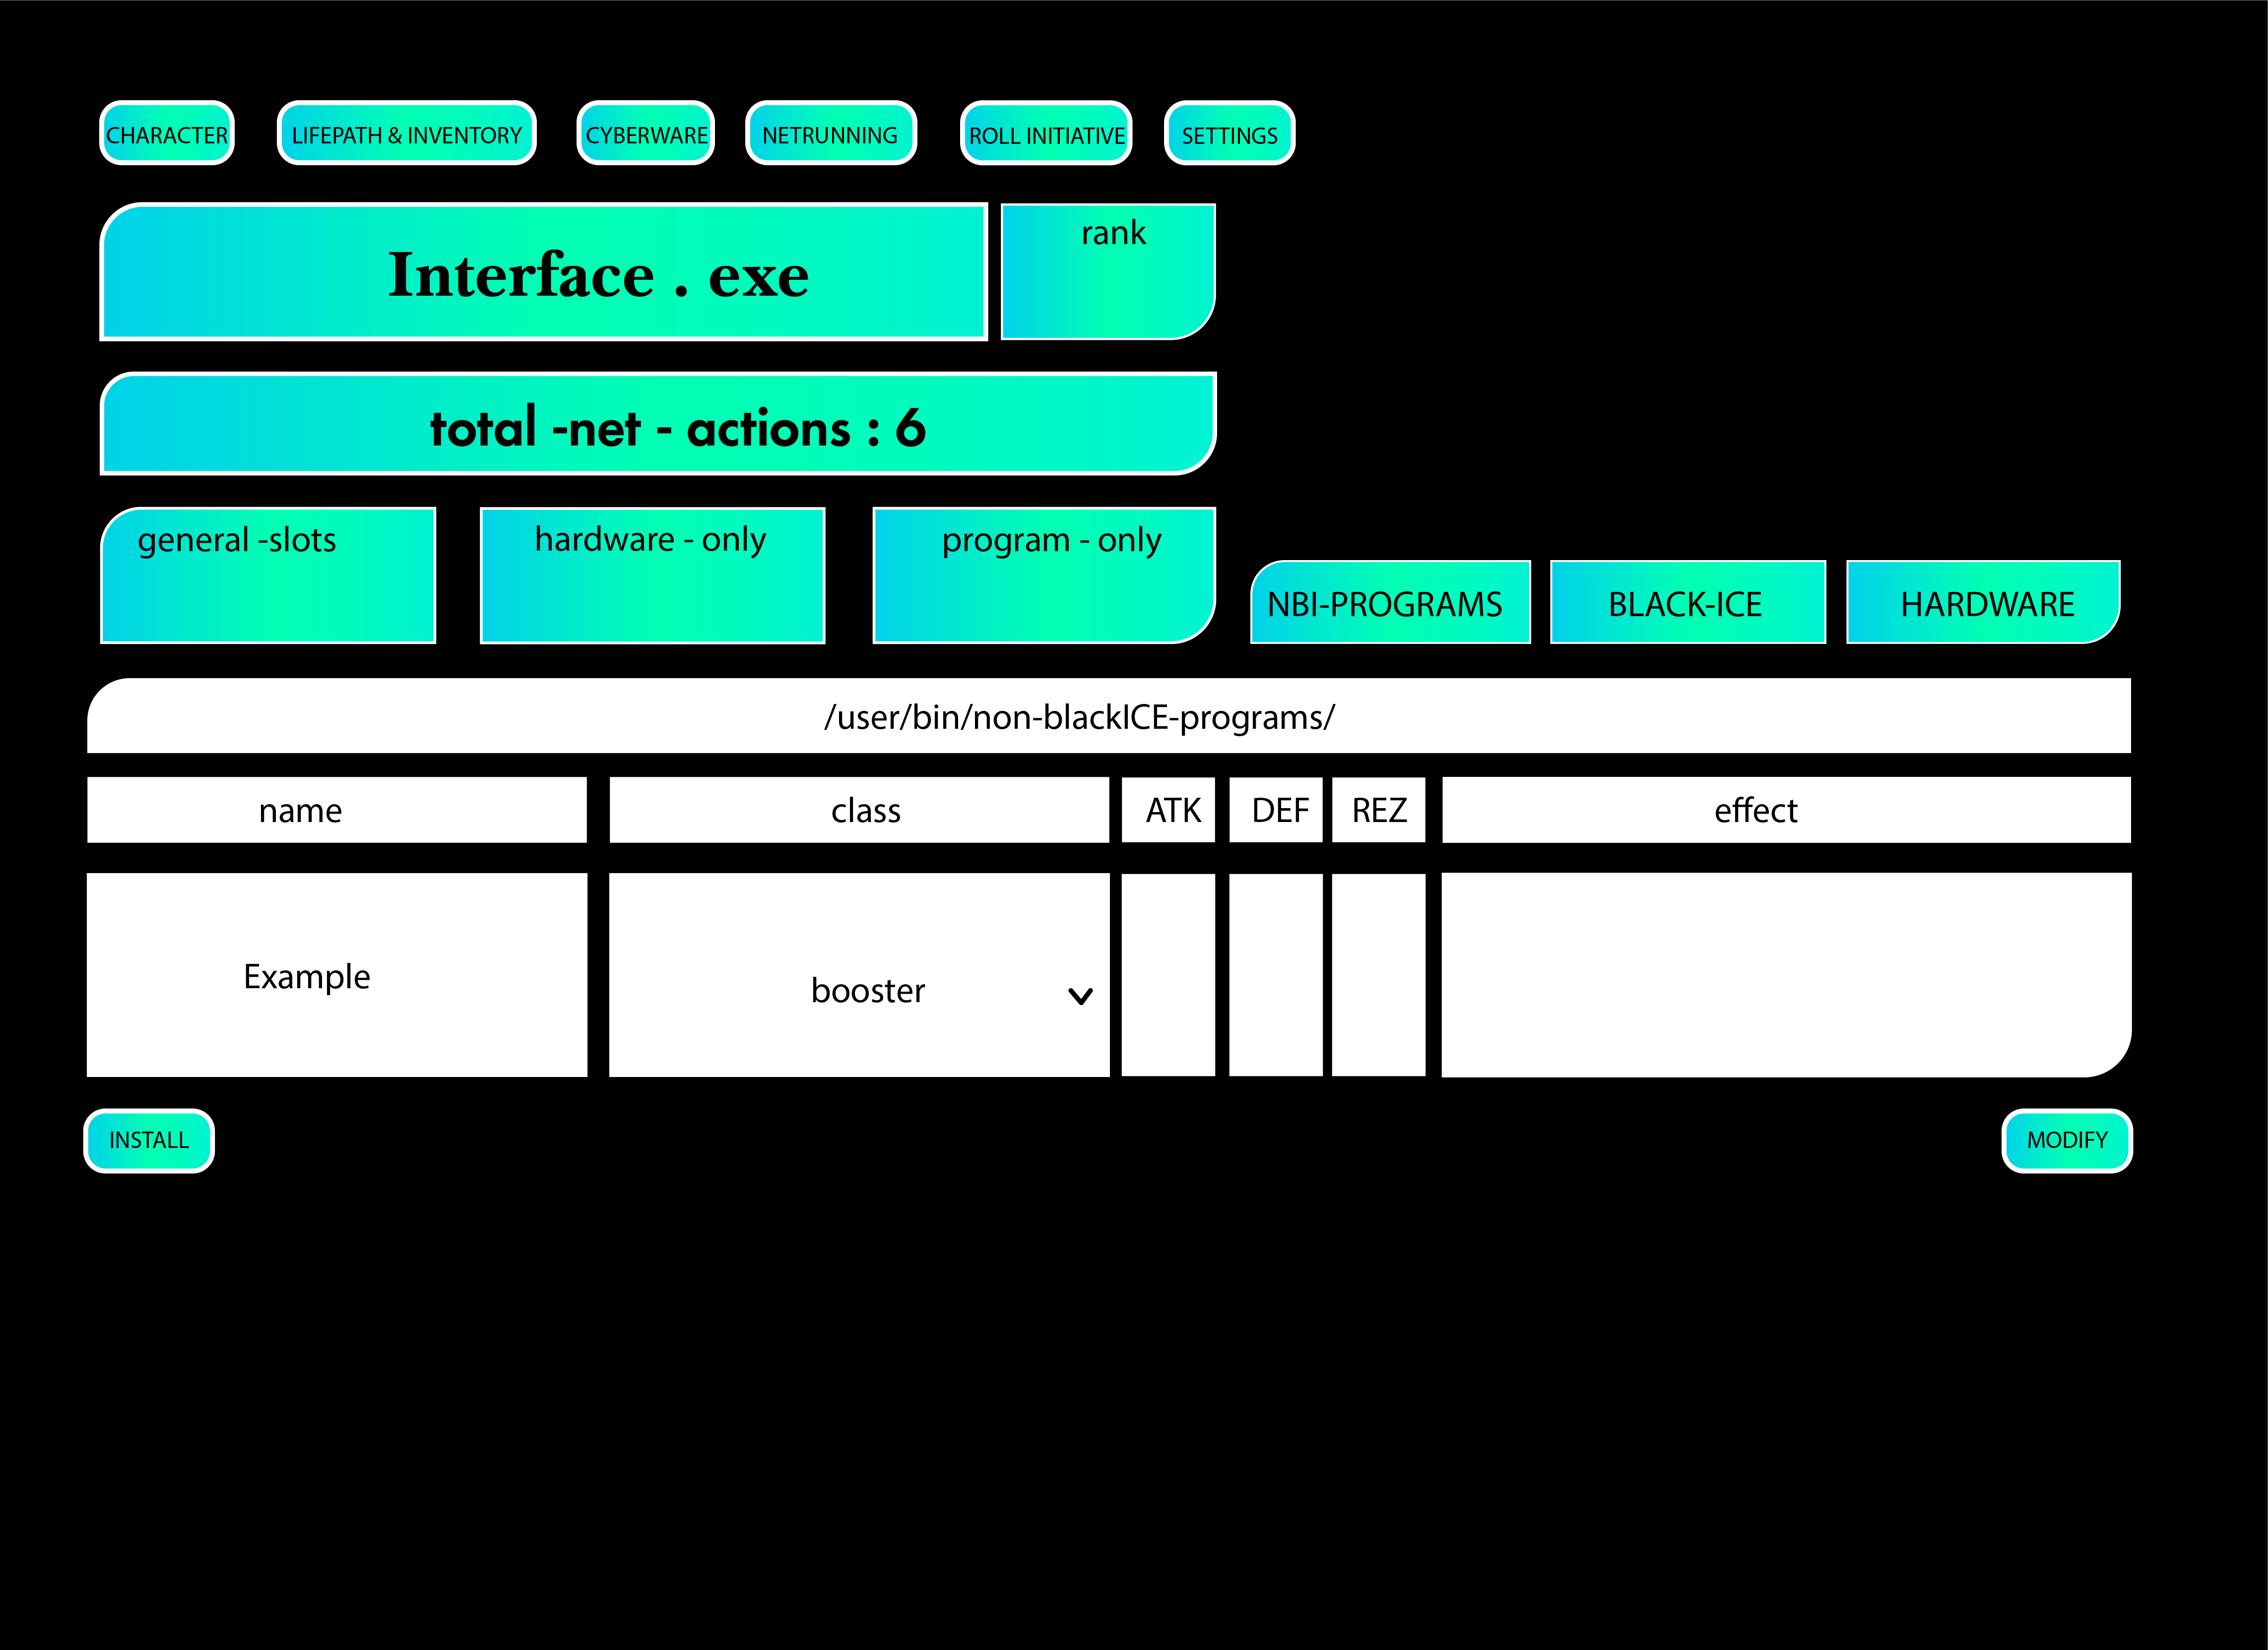 CHARACTER LIFEPATH & INVENTORY CYBERWARE NETRUNNING ROLL INITIATIVE SETTINGS
Interface . exe
rank
total -net - actions : 6
general -slots hardware - only program - only
NBI-PROGRAMS BLACK-ICE HARDWARE
/user/bin/non-blackICE-programs/
name class ATK DEF REZ effect
Example booster
INSTALL MODIFY